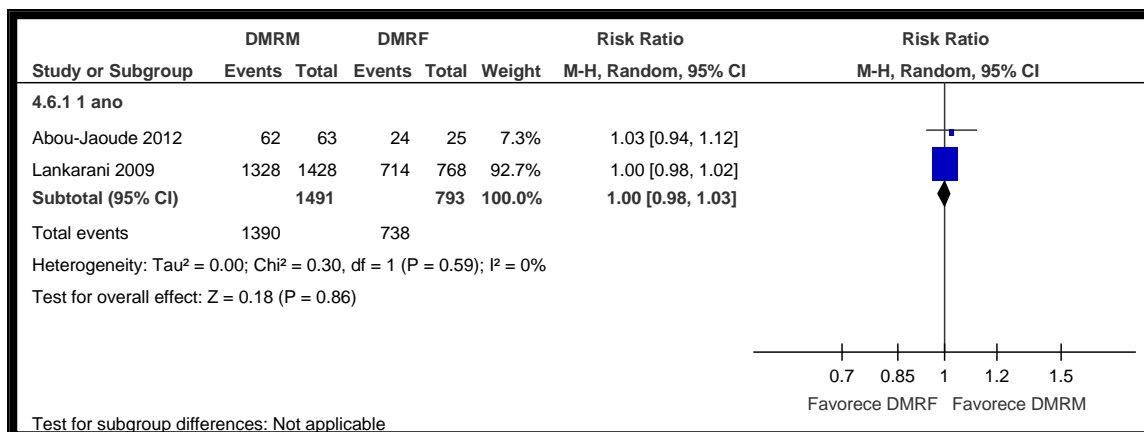 DMRM DMRF Risk Ratio Risk Ratio
Study or Subgroup Events Total Events Total Weight M-H, Random, 95% CI M-H, Random, 95% CI
4.6.1 1 ano
Abou-Jaoude 2012 62 63 24 25 7.3% 1.03 [0.94, 1.12]
Lankarani 2009 1328 1428 714 768 92.7% 1.00 [0.98, 1.02]
Subtotal (95% CI) 1491 793 100.0% 1.00 [0.98, 1.03]
Total events 1390 738
Heterogeneity: Tau² = 0.00; Chi² = 0.30, df = 1 (P = 0.59); I² = 0%
Test for overall effect: Z = 0.18 (P = 0.86)
0.7 0.85 1 1.2 1.5
Favorece DMRF Favorece DMRM
Test for subgroup differences: Not applicable